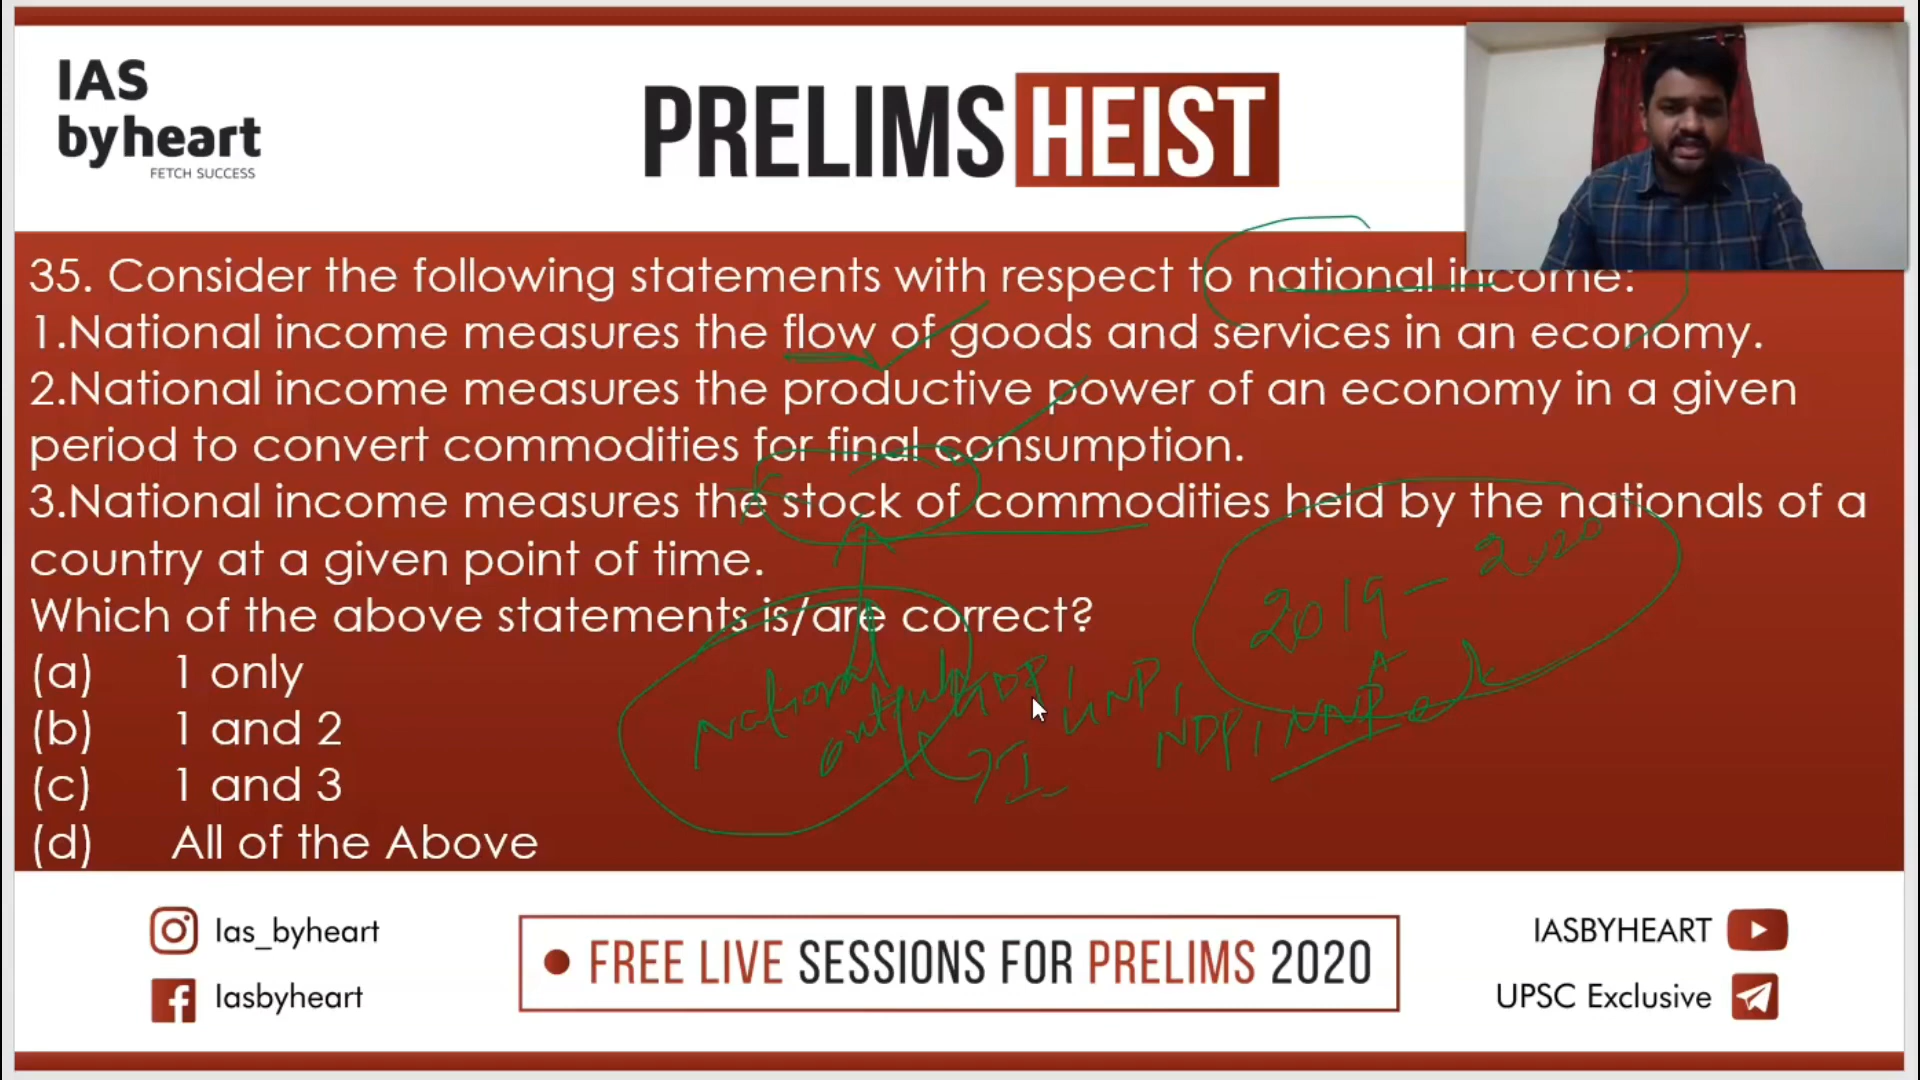 IAS
byheart
FETCH SUCCESS
PRELIMS HEIST
35. Consider the following statements with respect to national income:
1.National income measures the flow of goods and services in an economy.
2.National income measures the productive power of an economy in a given
period to convert commodities for final consumption.
3.National income measures the stock of commodities held by the nationals of a
country at a given point of time.
2019-2020
Which of the above statements is/are correct?
(a) 1 only
National
GDP, GNP,
NDP, NNP
(b) 1 and 2
(c) 1 and 3
(d) All of the Above
Ias_byheart
Iasbyheart
FREE LIVE SESSIONS FOR PRELIMS 2020
IASBYHEART
UPSC Exclusive